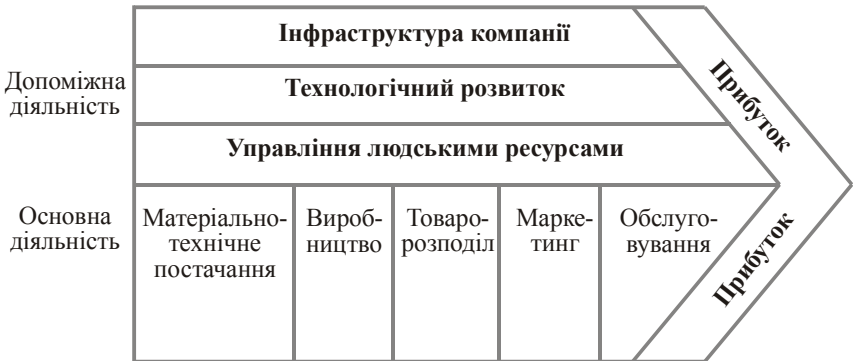 Інфраструктура компанії
Допоміжна
діяльність
Технологічний розвиток
Управління людськими ресурсами
Прибуток
Основна
діяльність
Матеріально-
технічне
постачання
Вироб-
ництво
Товаро-
розподіл
Марке-
тинг
Обслуго-
вування
Прибуток